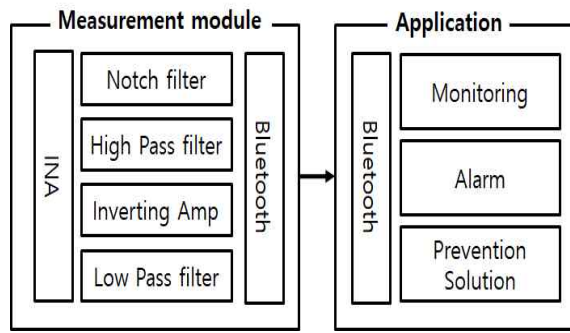 Measurement module
INA
Notch filter
High Pass filter
Inverting Amp
Low Pass filter
Bluetooth
Application
Bluetooth
Monitoring
Alarm
Prevention
Solution